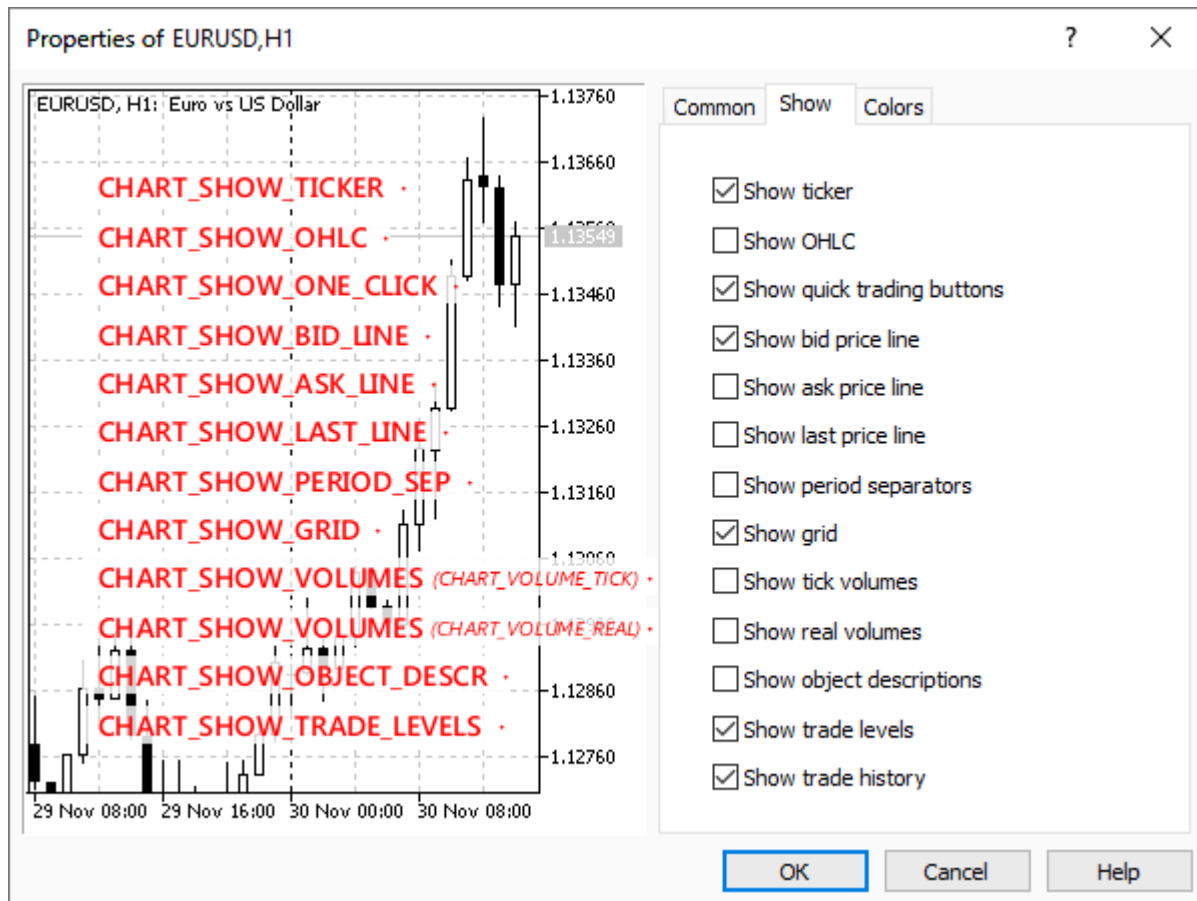 Properties of EURUSD,H1
?
EURUSD, H1: Euro vs US Dollar
1.13760
1.13660
1.13549
1.13460
1.13360
1.13260
1.13160
1.13060
1.12860
1.12760
29 Nov 08:00 29 Nov 16:00 30 Nov 00:00 30 Nov 08:00
CHART_SHOW_TICKER
CHART_SHOW_OHLC
CHART_SHOW_ONE_CLICK
CHART_SHOW_BID_LINE
CHART_SHOW_ASK_LINE
CHART_SHOW_LAST_LINE
CHART_SHOW_PERIOD_SEP
CHART_SHOW_GRID
CHART_SHOW_VOLUMES (CHART_VOLUME_TICK)
CHART_SHOW_VOLUMES (CHART_VOLUME_REAL)
CHART_SHOW_OBJECT_DESCR
CHART_SHOW_TRADE_LEVELS
Common Show Colors
Show ticker
Show OHLC
Show quick trading buttons
Show bid price line
Show ask price line
Show last price line
Show period separators
Show grid
Show tick volumes
Show real volumes
Show object descriptions
Show trade levels
Show trade history
OK Cancel Help